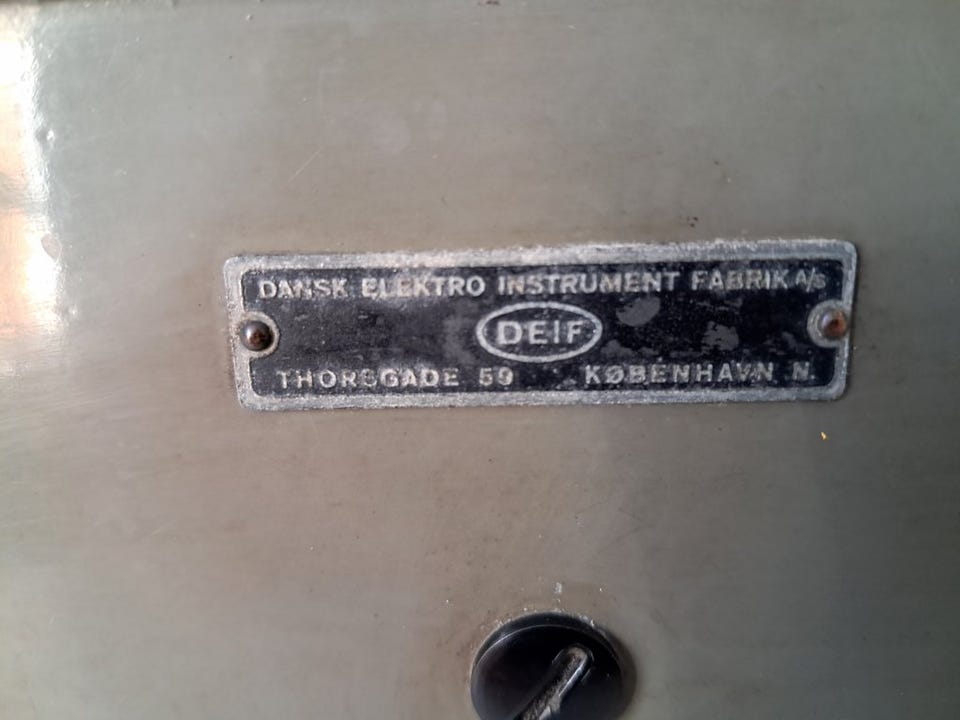 DANSK ELEKTRO INSTRUMENT FABRIK A/S
DEIF
THORSGADE 59 KØBENHAVN N.